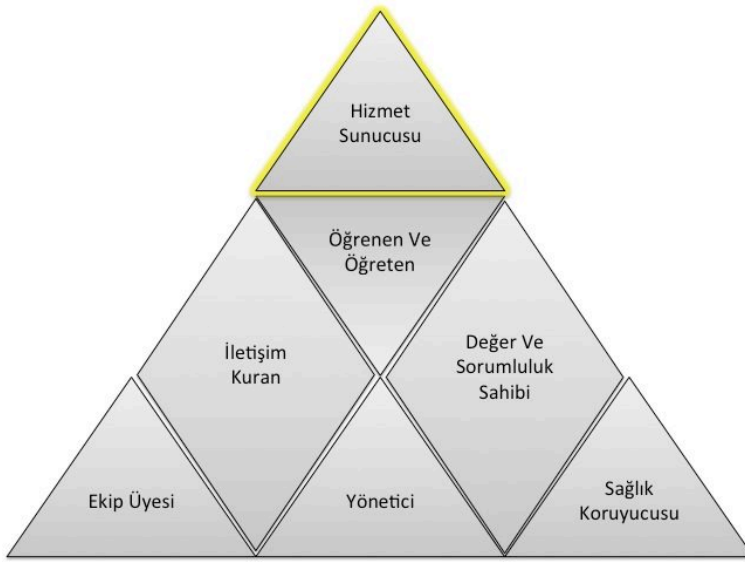 Hizmet
Sunucusu
Öğrenen Ve
Öğreten
İletişim
Kuran
Değer Ve
Sorumluluk
Sahibi
Ekip Üyesi
Yönetici
Sağlık
Koruyucusu